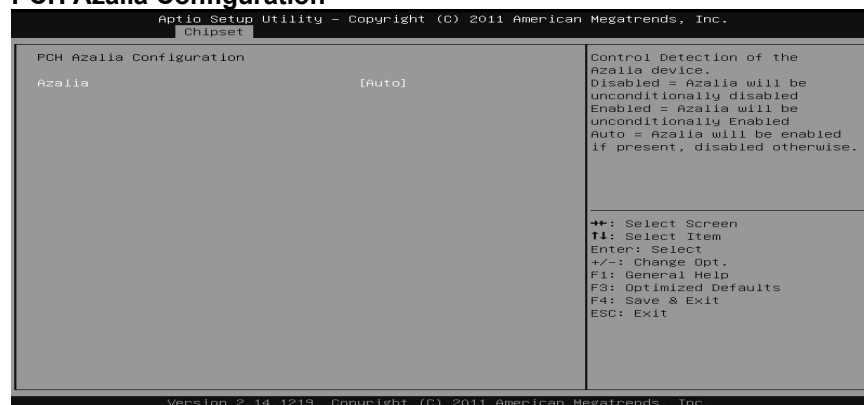 PCH Azalia Configuration
Aptio Setup Utility – Copyright (C) 2011 American Megatrends, Inc.
Chipset
PCH Azalia Configuration
Azalia [Auto]
Control Detection of the
Azalia device.
Disabled = Azalia will be
unconditionally disabled
Enabled = Azalia will be
unconditionally Enabled
Auto = Azalia will be enabled
if present, disabled otherwise.
→←: Select Screen
↑↓: Select Item
Enter: Select
+/-: Change Opt.
F1: General Help
F3: Optimized Defaults
F4: Save & Exit
ESC: Exit
Version 2.14.1219. Copyright (C) 2011 American Megatrends, Inc.